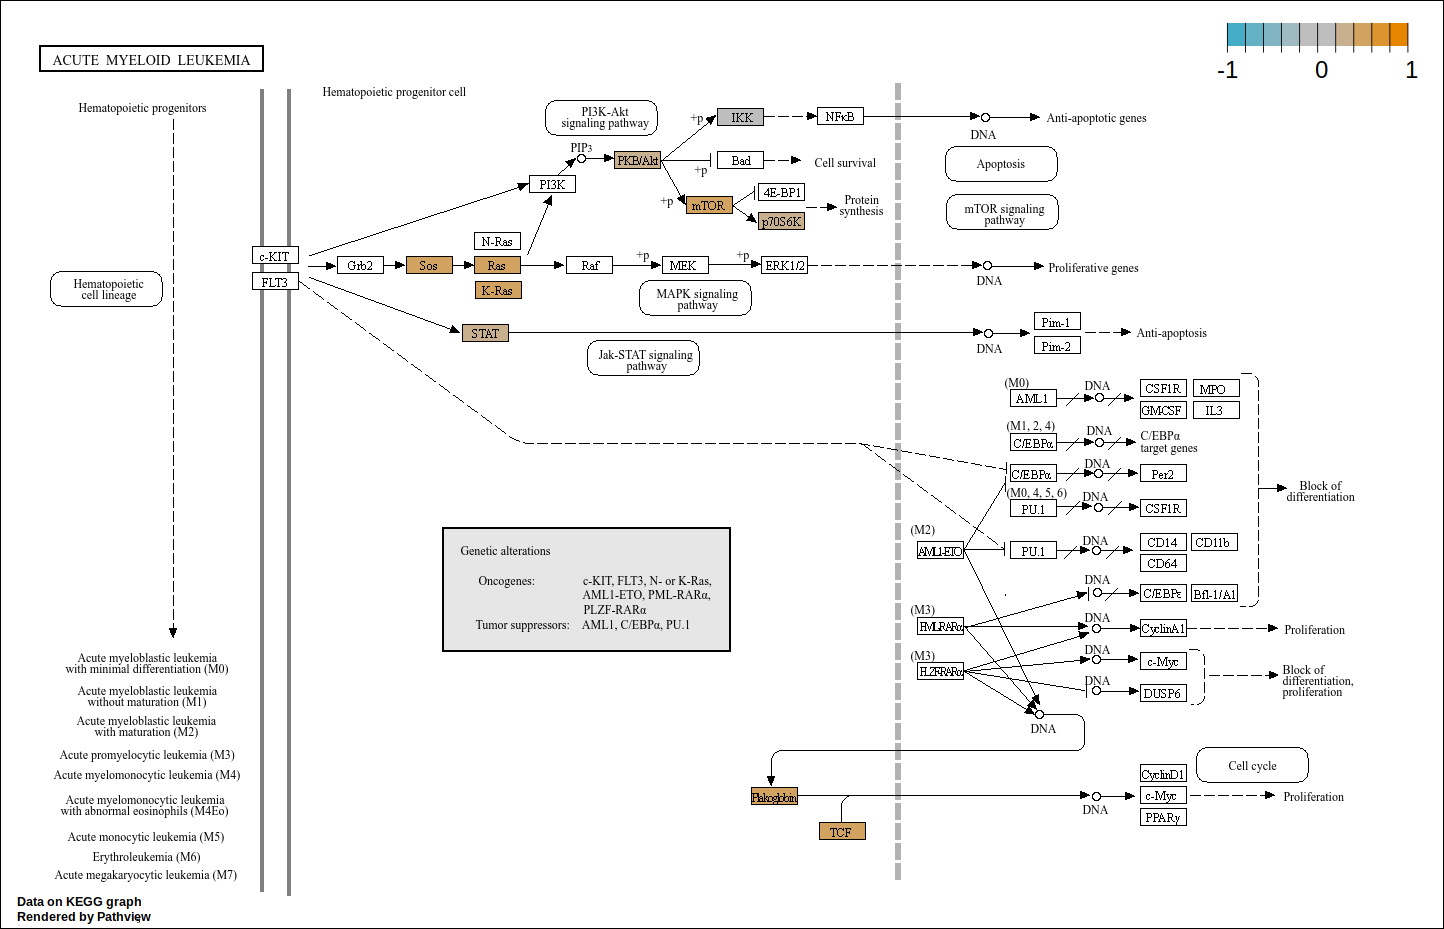 ACUTE MYELOID LEUKEMIA
-1 0 1
Hematopoietic progenitors
Hematopoietic progenitor cell
PI3K-Akt
signaling pathway
+p
IKK
NFκB
DNA
Anti-apoptotic genes
PIP3
PKB/Akt
Bad
+p
Cell survival
Apoptosis
PI3K
+p
mTOR
4E-BP1
p70S6K
Protein
synthesis
mTOR signaling
pathway
c-KIT
FLT3
Grb2
Sos
N-Ras
Ras
K-Ras
Raf
+p
MEK
+p
ERK1/2
DNA
Proliferative genes
MAPK signaling
pathway
Hematopoietic
cell lineage
STAT
Jak-STAT signaling
pathway
DNA
Pim-1
Pim-2
Anti-apoptosis
(M0)
AML1
DNA
CSF1R
MPO
GMCSF
IL3
(M1, 2, 4)
C/EBPα
DNA
C/EBPα
target genes
C/EBPα
DNA
Per2
(M0, 4, 5, 6)
PU.1
DNA
CSF1R
Block of
differentiation
(M2)
AML1-ETO
PU.1
DNA
CD14
CD11b
CD64
DNA
C/EBPε
Bfl-1/A1
(M3)
PMLRARα
DNA
CyclinA1
Proliferation
(M3)
PLZFRARα
DNA
c-Myc
DNA
DUSP6
Block of
differentiation,
proliferation
DNA
Genetic alterations
Oncogenes: c-KIT, FLT3, N- or K-Ras,
AML1-ETO, PML-RARα,
PLZF-RARα
Tumor suppressors: AML1, C/EBPα, PU.1
Plakoglobin
TCF
DNA
CyclinD1
c-Myc
PPARγ
Cell cycle
Proliferation
Acute myeloblastic leukemia
with minimal differentiation (M0)
Acute myeloblastic leukemia
without maturation (M1)
Acute myeloblastic leukemia
with maturation (M2)
Acute promyelocytic leukemia (M3)
Acute myelomonocytic leukemia (M4)
Acute myelomonocytic leukemia
with abnormal eosinophils (M4Eo)
Acute monocytic leukemia (M5)
Erythroleukemia (M6)
Acute megakaryocytic leukemia (M7)
Data on KEGG graph
Rendered by Pathview